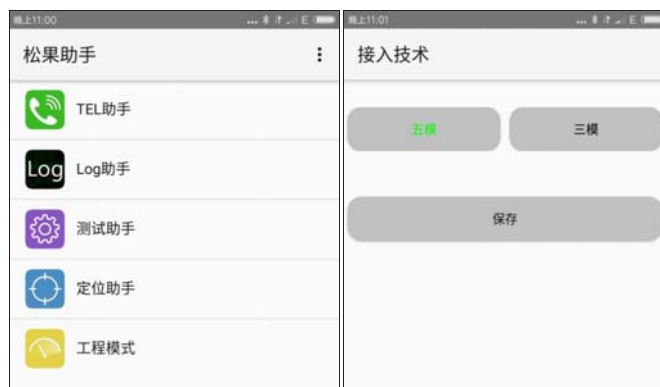 晚上11:00
... E
松果助手
TEL助手
Log Log助手
测试助手
定位助手
工程模式
晚上11:01
... E
接入技术
五模 三模
保存